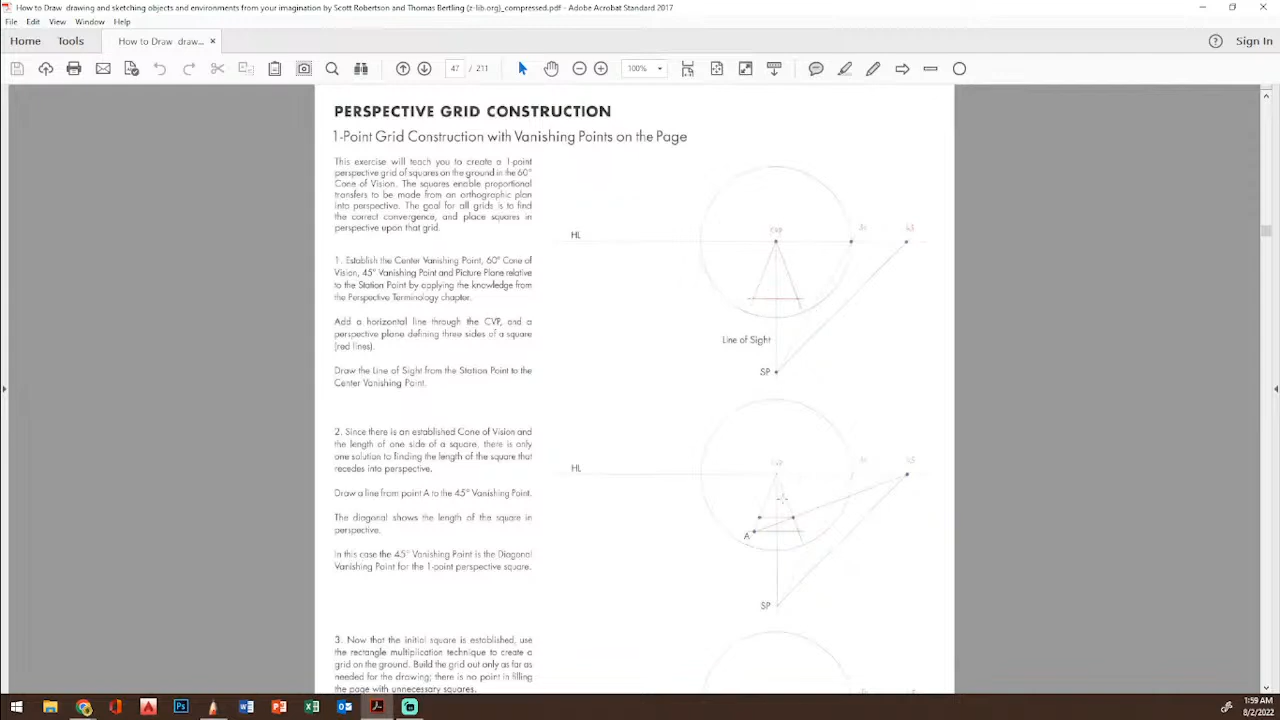 How to Draw drawing and sketching objects and environments from your imagination by Scott Robertson and Thomas Bertling (z-lib.org)_compressed.pdf - Adobe Acrobat Standard 2017
File Edit View Window Help
Home Tools How to Draw draw... Sign In
47 / 211 100%
PERSPECTIVE GRID CONSTRUCTION
1-Point Grid Construction with Vanishing Points on the Page
This exercise will teach you to create a 1-point
perspective grid of squares on the ground in the 60°
Cone of Vision. The squares enable proportional
transfers to be made from an orthographic plan
into perspective. The goal for all grids is to find
the correct convergence, and place squares in
perspective upon that grid.
1. Establish the Center Vanishing Point, 60° Cone of
Vision, 45° Vanishing Point and Picture Plane relative
to the Station Point by applying the knowledge from
the Perspective Terminology chapter.
Add a horizontal line through the CVP, and a
perspective plane defining three sides of a square
(red lines).
Draw the Line of Sight from the Station Point to the
Center Vanishing Point.
HL
CVP
Line of Sight
SP
2. Since there is an established Cone of Vision and
the length of one side of a square, there is only
one solution to finding the length of the square that
recedes into perspective.
Draw a line from point A to the 45° Vanishing Point.
The diagonal shows the length of the square in
perspective.
In this case the 45° Vanishing Point is the Diagonal
Vanishing Point for the 1-point perspective square.
HL
CVP
A
SP
3. Now that the initial square is established, use
the rectangle multiplication technique to create a
grid on the ground. Build the grid out only as far as
needed for the drawing; there is no point in filling
the page with unnecessary squares.
1:59 AM
8/2/2022